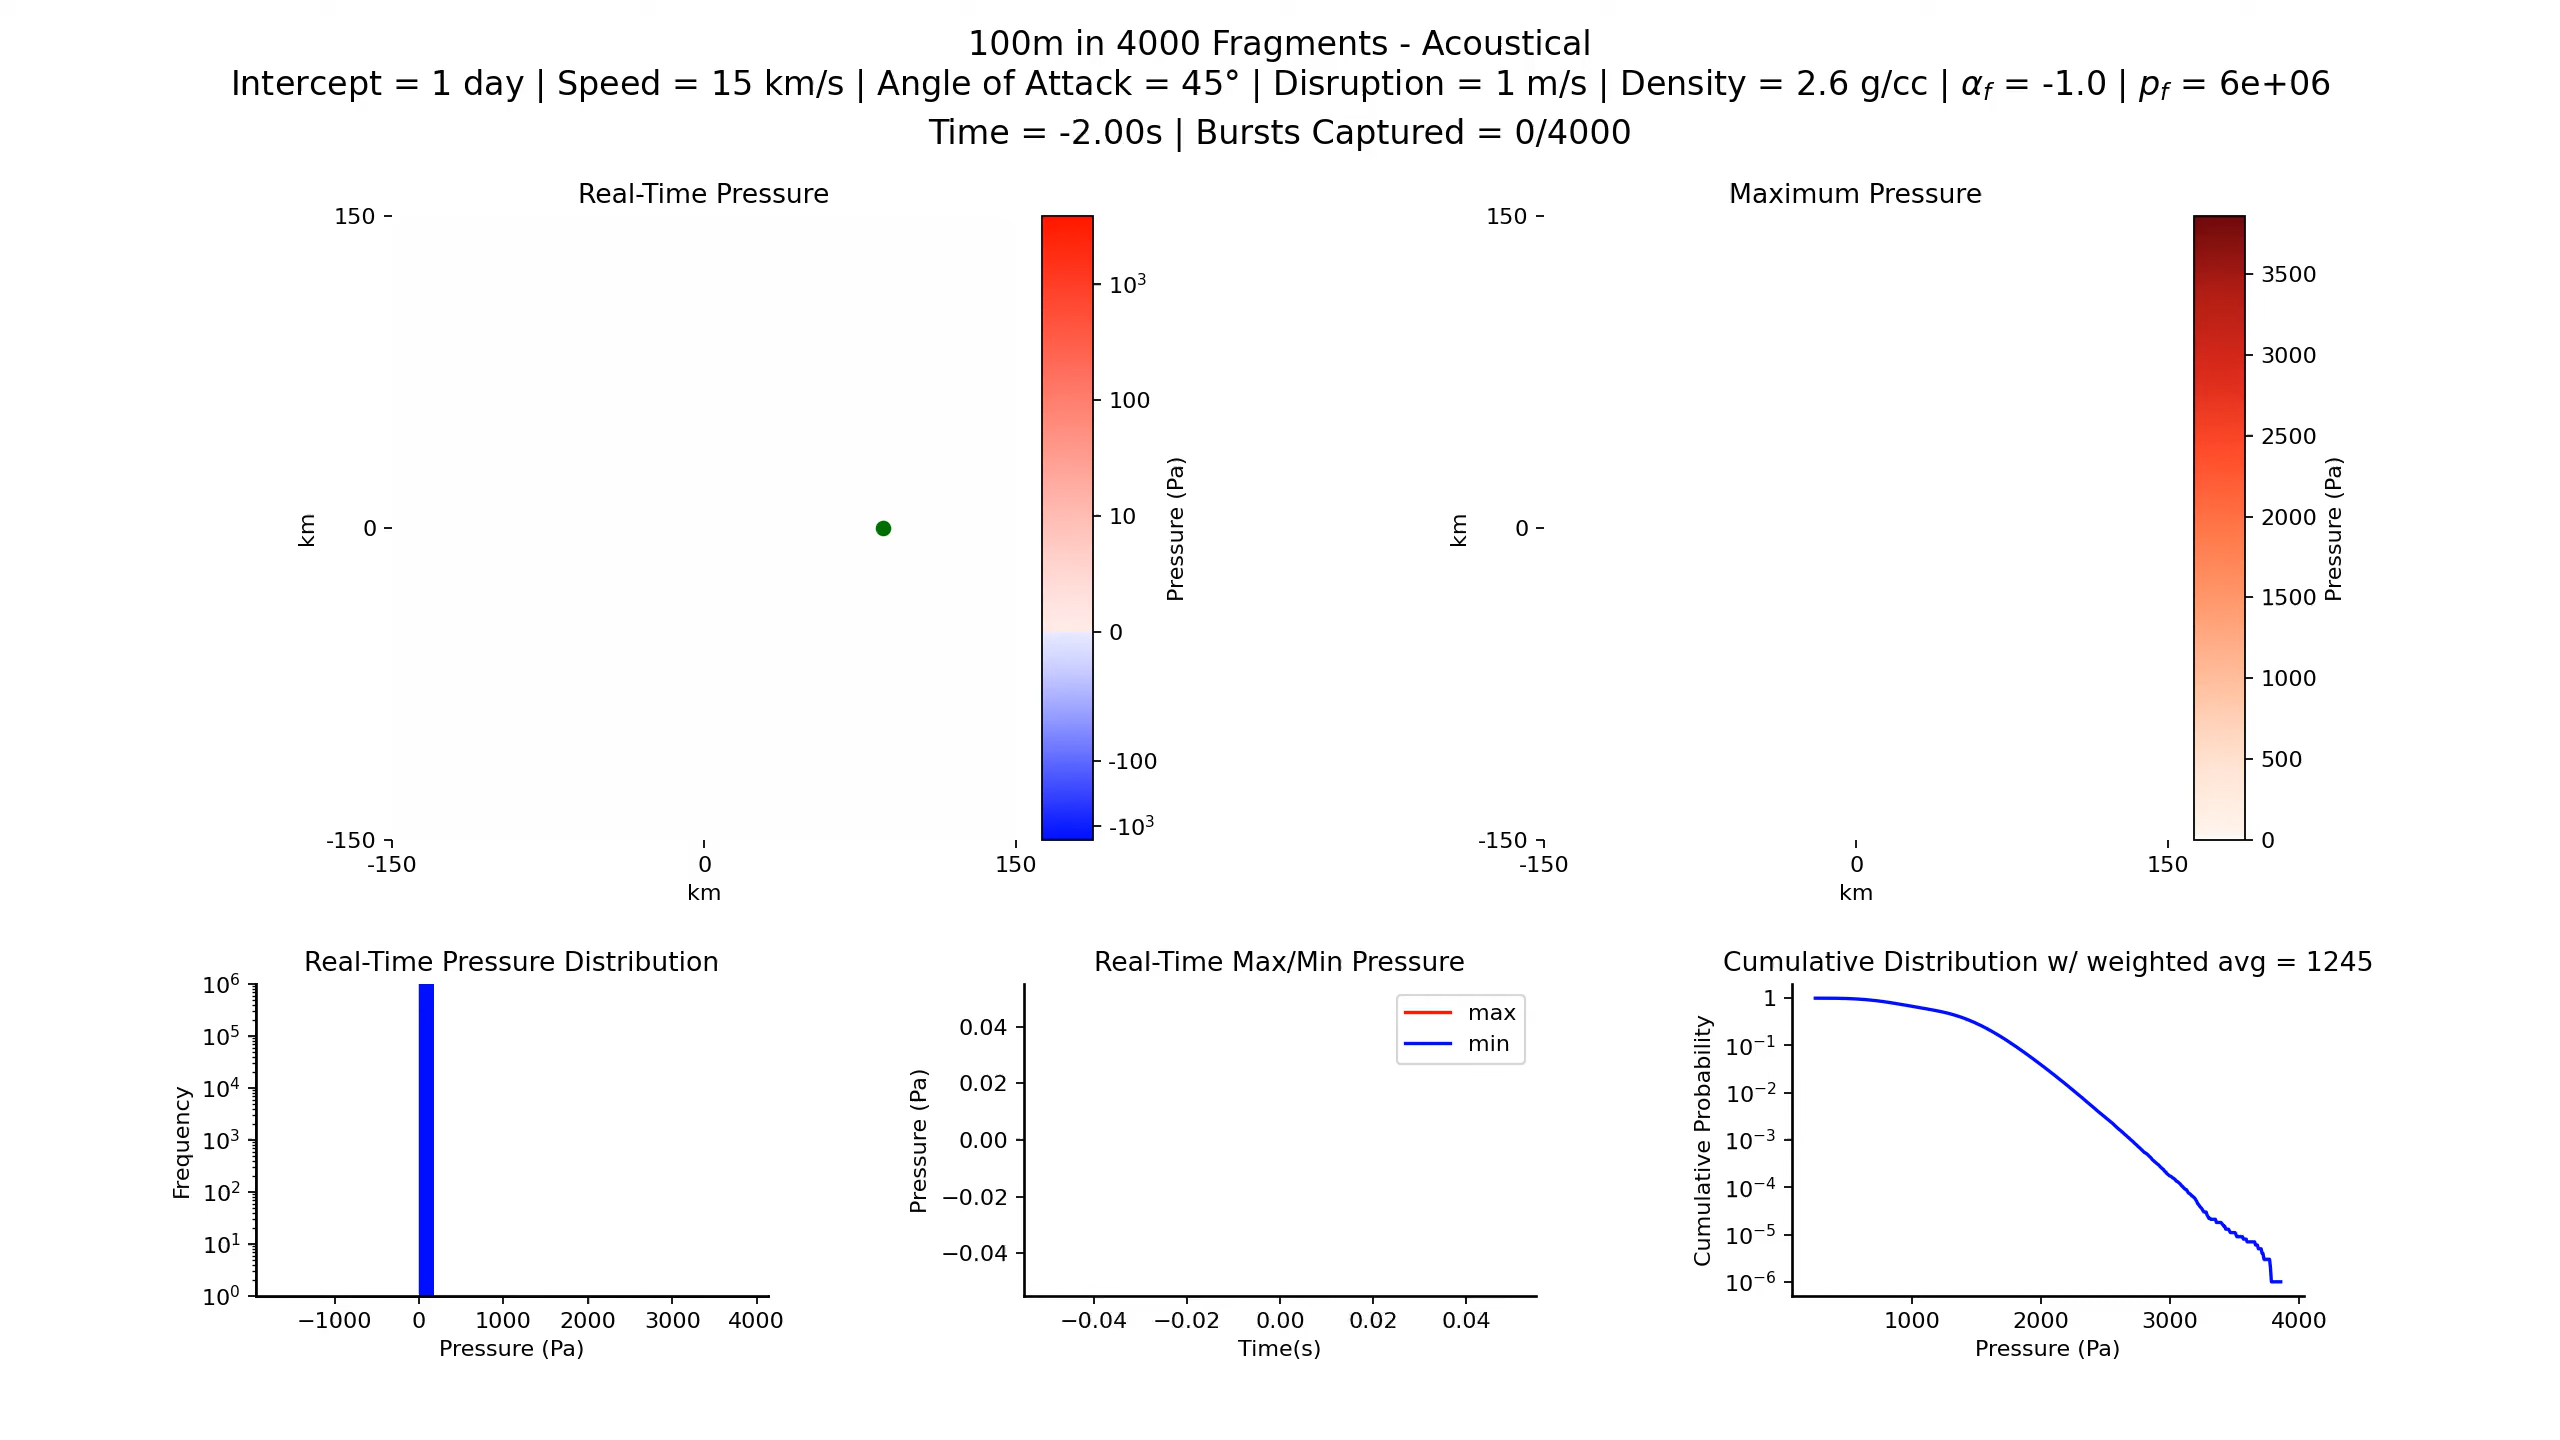 100m in 4000 Fragments - Acoustical
Intercept = 1 day | Speed = 15 km/s | Angle of Attack = 45° | Disruption = 1 m/s | Density = 2.6 g/cc | αf = -1.0 | pf = 6e+06
Time = -2.00s | Bursts Captured = 0/4000
Real-Time Pressure
150
0
-150
km
-150 0 150
km
10³
100
10
0
-100
-10³
Pressure (Pa)
Maximum Pressure
150
0
-150
km
-150 0 150
km
3500
3000
2500
2000
1500
1000
500
0
Pressure (Pa)
Real-Time Pressure Distribution
10⁶
10⁵
10⁴
10³
10²
10¹
10⁰
Frequency
−1000 0 1000 2000 3000 4000
Pressure (Pa)
Real-Time Max/Min Pressure
max
min
0.04
0.02
0.00
−0.02
−0.04
Pressure (Pa)
−0.04 −0.02 0.00 0.02 0.04
Time(s)
Cumulative Distribution w/ weighted avg = 1245
1
10⁻¹
10⁻²
10⁻³
10⁻⁴
10⁻⁵
10⁻⁶
Cumulative Probability
1000 2000 3000 4000
Pressure (Pa)